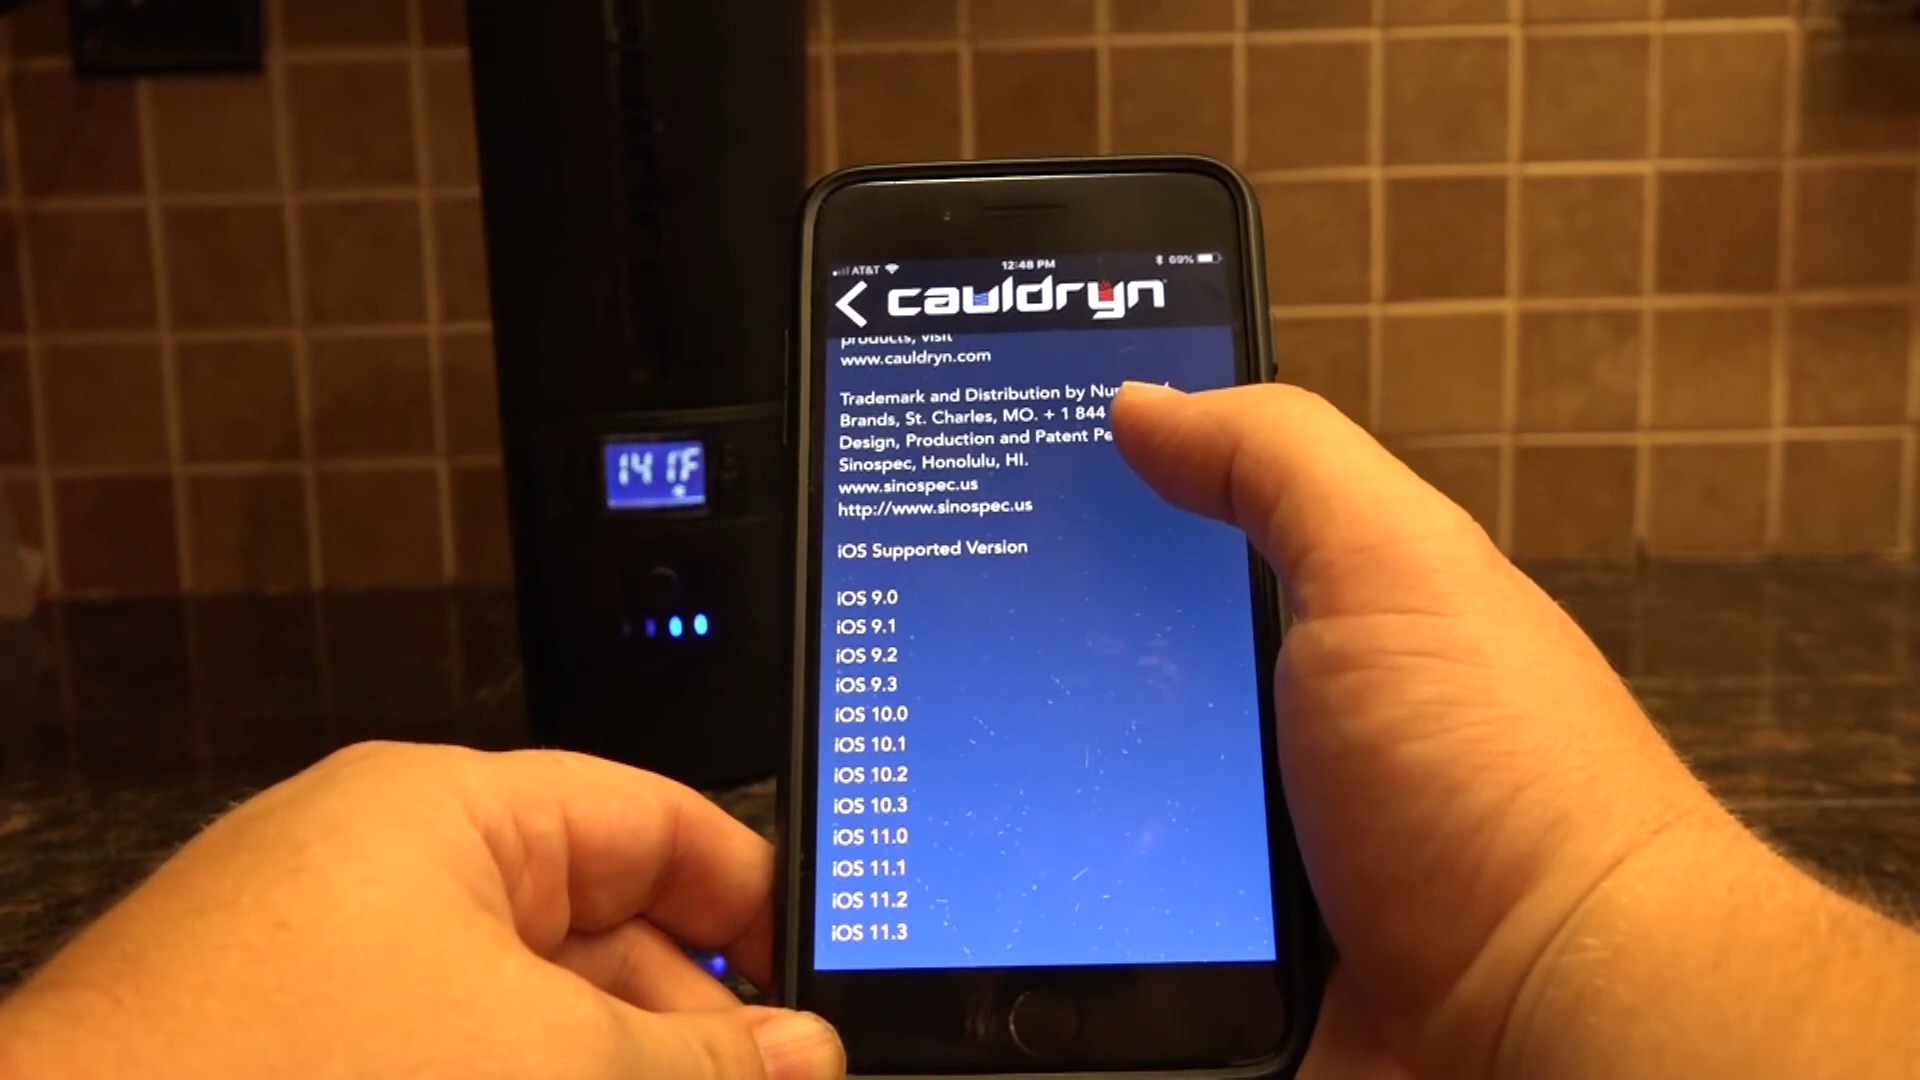 AT&T 12:48 PM 69%
cauldryn
products, visit
www.cauldryn.com
Trademark and Distribution by
Brands, St. Charles, MO. + 1 844
Design, Production and Patent
Sinospec, Honolulu, HI.
www.sinospec.us
http://www.sinospec.us
iOS Supported Version
iOS 9.0
iOS 9.1
iOS 9.2
iOS 9.3
iOS 10.0
iOS 10.1
iOS 10.2
iOS 10.3
iOS 11.0
iOS 11.1
iOS 11.2
iOS 11.3
141F